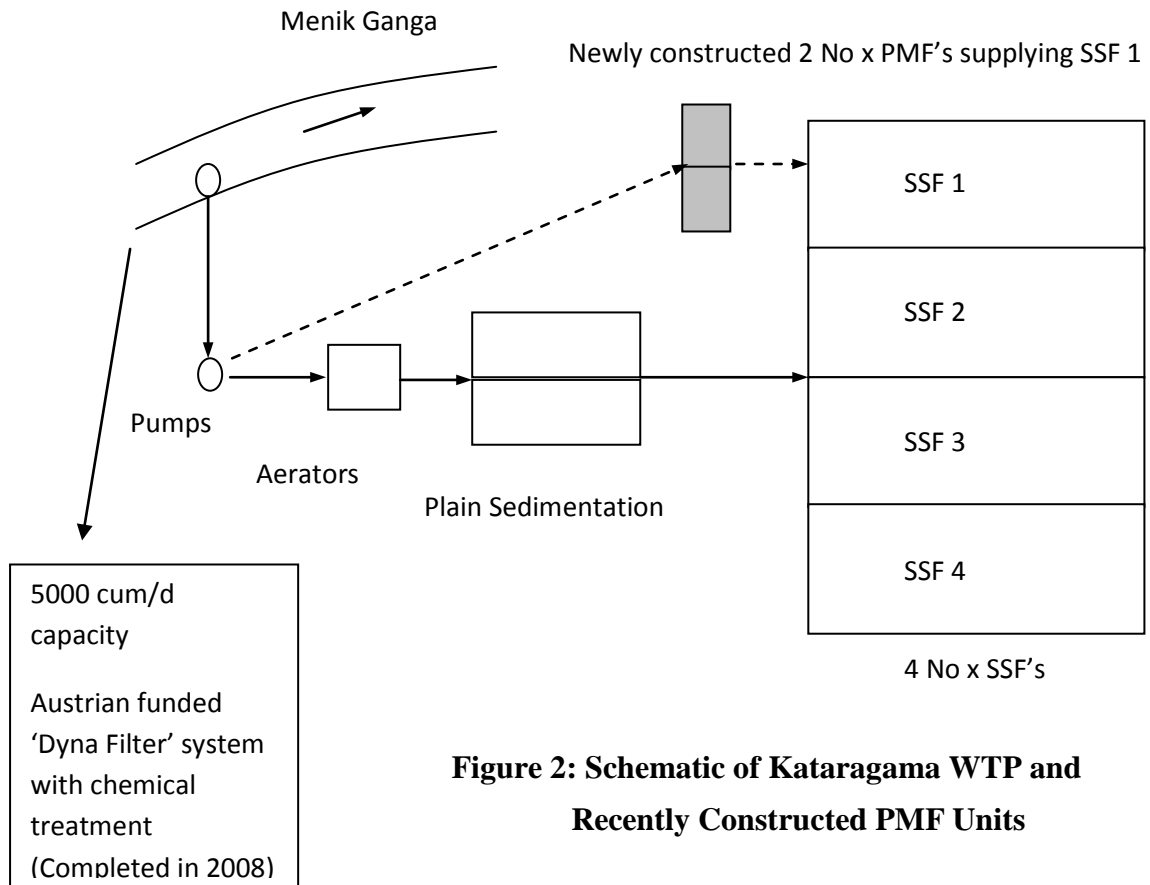 Menik Ganga
Newly constructed 2 No x PMF's supplying SSF 1
SSF 1
SSF 2
SSF 3
SSF 4
Pumps
Aerators
Plain Sedimentation
4 No x SSF's
5000 cum/d
capacity
Austrian funded
‘Dyna Filter’ system
with chemical
treatment
(Completed in 2008)
Figure 2: Schematic of Kataragama WTP and
Recently Constructed PMF Units